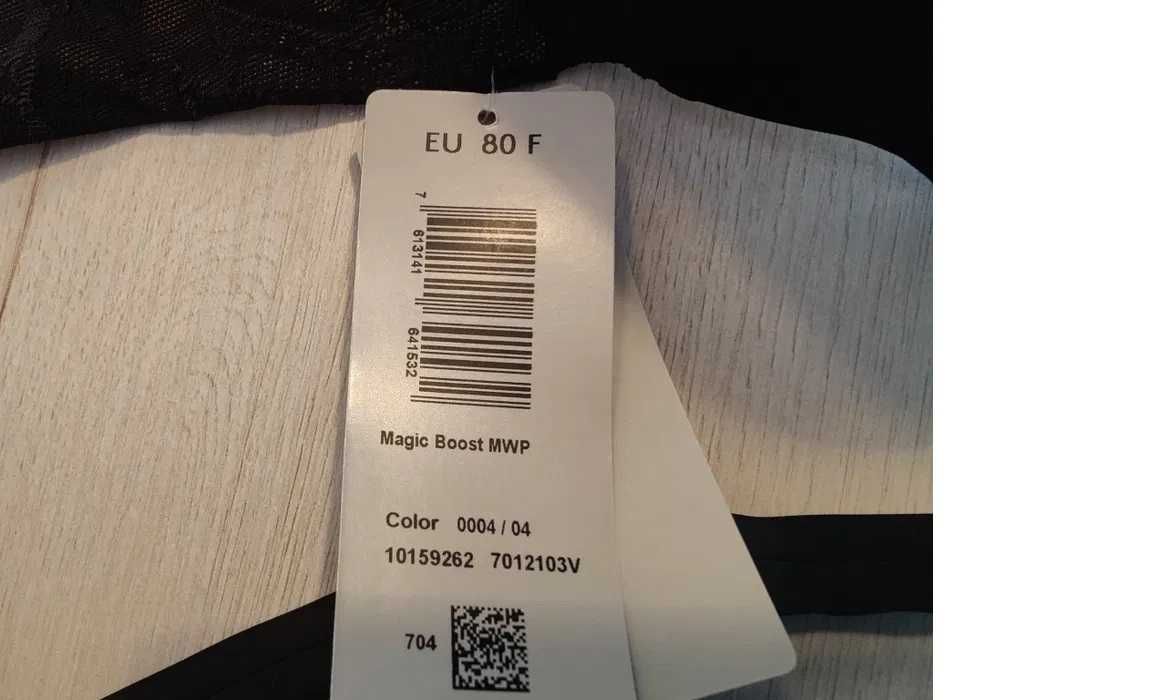 EU 80 F
7 613141 641532
Magic Boost MWP
Color 0004 / 04
10159262 7012103V
704